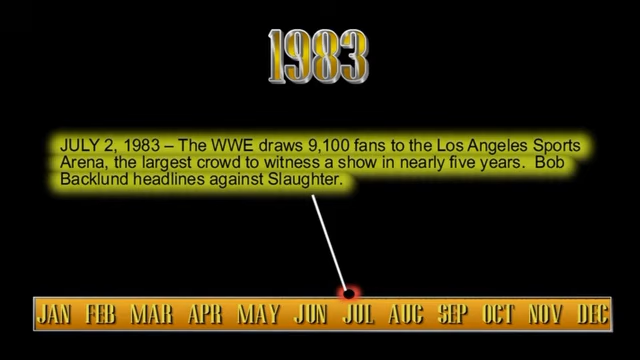 1983
JULY 2, 1983 – The WWE draws 9,100 fans to the Los Angeles Sports
Arena, the largest crowd to witness a show in nearly five years.  Bob
Backlund headlines against Slaughter.
JAN FEB MAR APR MAY JUN JUL AUG SEP OCT NOV DEC